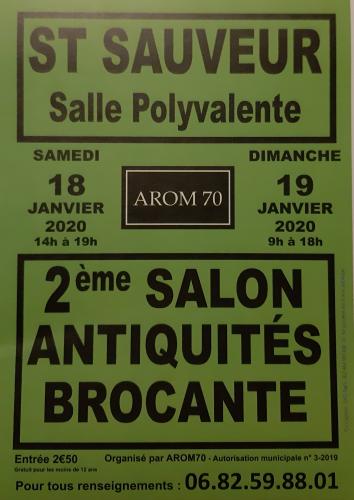 ST SAUVEUR
Salle Polyvalente
SAMEDI
18
JANVIER
2020
14h à 19h
AROM 70
DIMANCHE
19
JANVIER
2020
9h à 18h
2ème SALON
ANTIQUITÉS
BROCANTE
Entrée 2€50
Gratuit pour les moins de 12 ans
Organisé par AROM70 - Autorisation municipale n° 3-2019
Pour tous renseignements : 06.82.59.88.01